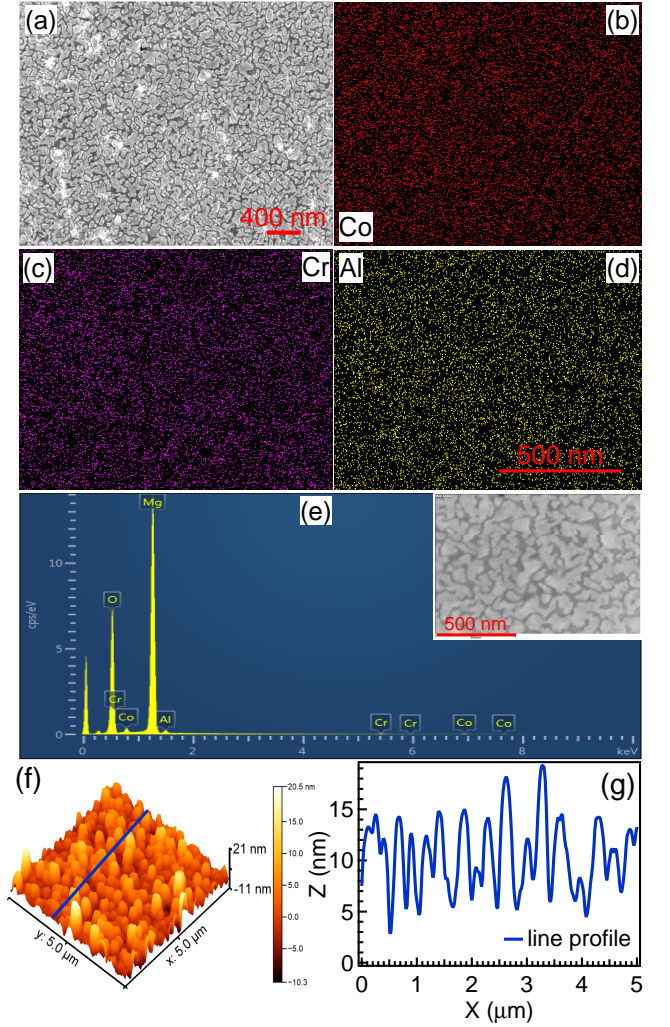 (a)
400 nm
(b)
Co
(c)
Cr
Al
(d)
500 nm
(e)
Mg
10
O
cps/eV
5
Cr
Co
Al
Cr
Cr
Co
Co
0
0
2
4
6
8
keV
500 nm
(f)
20.5 nm
15.0
10.0
5.0
0.0
−5.0
−10.3
21 nm
-11 nm
y: 5.0 µm
x: 5.0 µm
(g)
15
10
5
0
Z (nm)
line profile
0
1
2
3
4
5
X (µm)